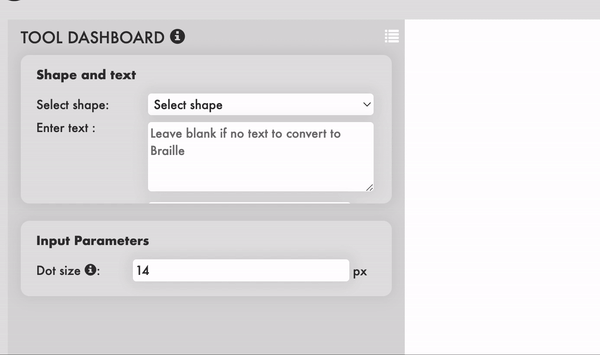 TOOL DASHBOARD
Shape and text
Select shape: Select shape
Enter text : Leave blank if no text to convert to
Braille
Input Parameters
Dot size : 14 px